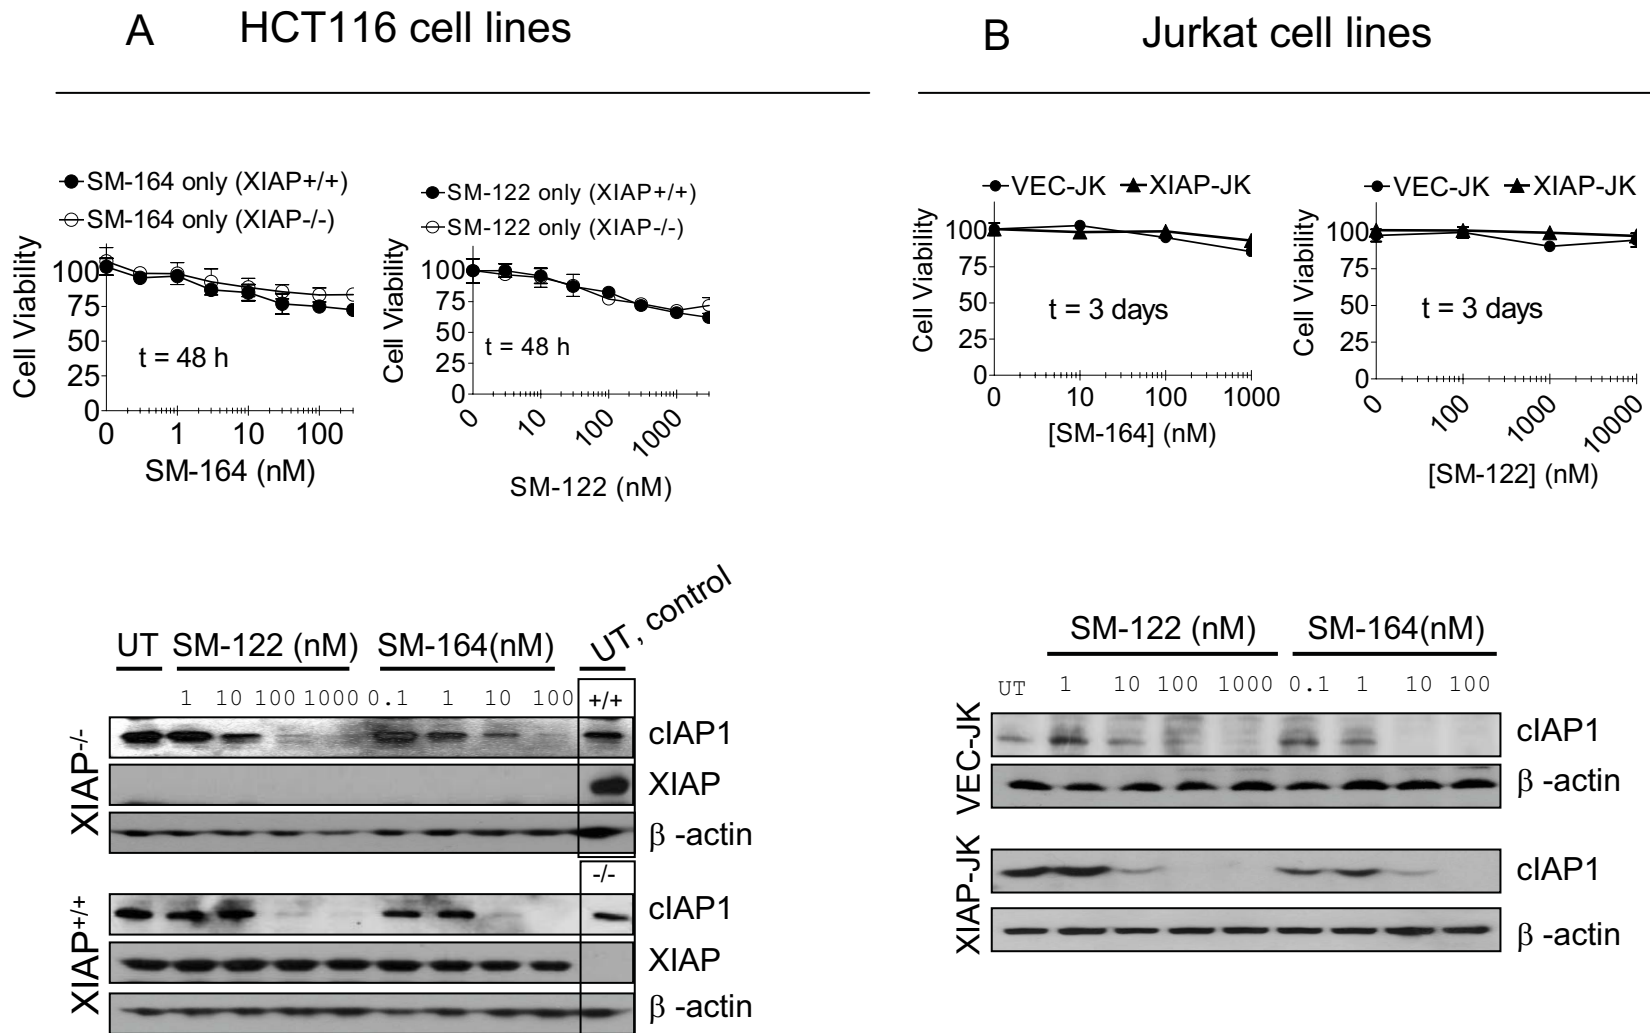 A HCT116 cell lines
SM-164 only (XIAP+/+)
SM-164 only (XIAP-/-)
Cell Viability
100
75
50
25
0
t = 48 h
0 1 10 100
SM-164 (nM)
SM-122 only (XIAP+/+)
SM-122 only (XIAP-/-)
Cell Viability
100
75
50
25
0
t = 48 h
0 10 100 1000
SM-122 (nM)
UT SM-122 (nM) SM-164(nM) UT, control
1 10 100 1000 0.1 1 10 100 +/+
XIAP-/-
cIAP1
XIAP
β -actin
-/-
XIAP+/+
cIAP1
XIAP
β -actin
B Jurkat cell lines
VEC-JK XIAP-JK
Cell Viability
100
75
50
25
0
t = 3 days
0 10 100 1000
[SM-164] (nM)
VEC-JK XIAP-JK
Cell Viability
100
75
50
25
0
t = 3 days
0 100 1000 10000
[SM-122] (nM)
SM-122 (nM) SM-164(nM)
UT 1 10 100 1000 0.1 1 10 100
VEC-JK
cIAP1
β -actin
XIAP-JK
cIAP1
β -actin